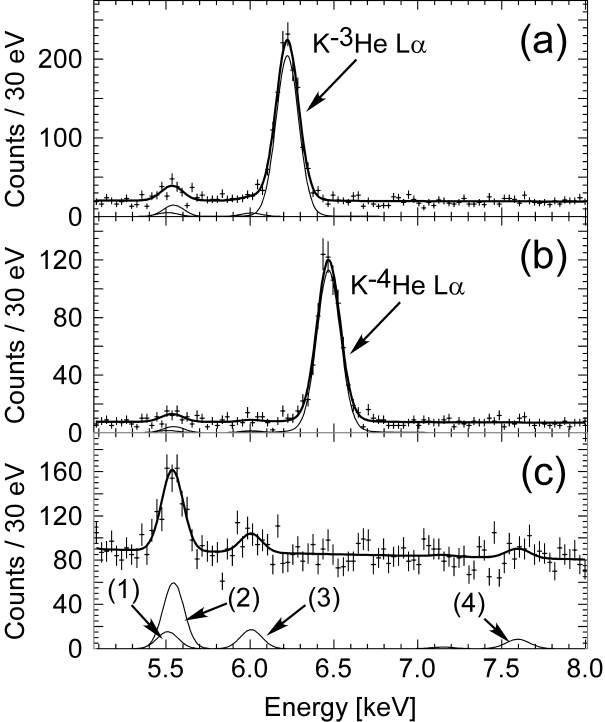 (a)
K-3He Lα
Counts / 30 eV
200
100
0
(b)
K-4He Lα
Counts / 30 eV
120
80
40
0
(c)
Counts / 30 eV
160
120
80
40
0
(1)
(2)
(3)
(4)
5.5 6.0 6.5 7.0 7.5 8.0
Energy [keV]